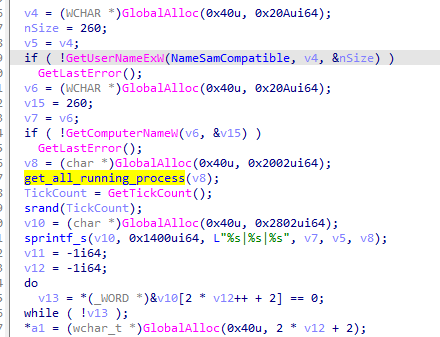 v4 = (WCHAR *)GlobalAlloc(0x40u, 0x20Aui64);
nSize = 260;
v5 = v4;
if ( !GetUserNameExW(NameSamCompatible, v4, &nSize) )
GetLastError();
v6 = (WCHAR *)GlobalAlloc(0x40u, 0x20Aui64);
v15 = 260;
v7 = v6;
if ( !GetComputerNameW(v6, &v15) )
GetLastError();
v8 = (char *)GlobalAlloc(0x40u, 0x2002ui64);
get_all_running_process(v8);
TickCount = GetTickCount();
srand(TickCount);
v10 = (char *)GlobalAlloc(0x40u, 0x2802ui64);
sprintf_s(v10, 0x1400ui64, L"%s|%s|%s", v7, v5, v8);
v11 = -1i64;
v12 = -1i64;
do
v13 = *(_WORD *)&v10[2 * v12++ + 2] == 0;
while ( !v13 );
*a1 = (wchar_t *)GlobalAlloc(0x40u, 2 * v12 + 2);